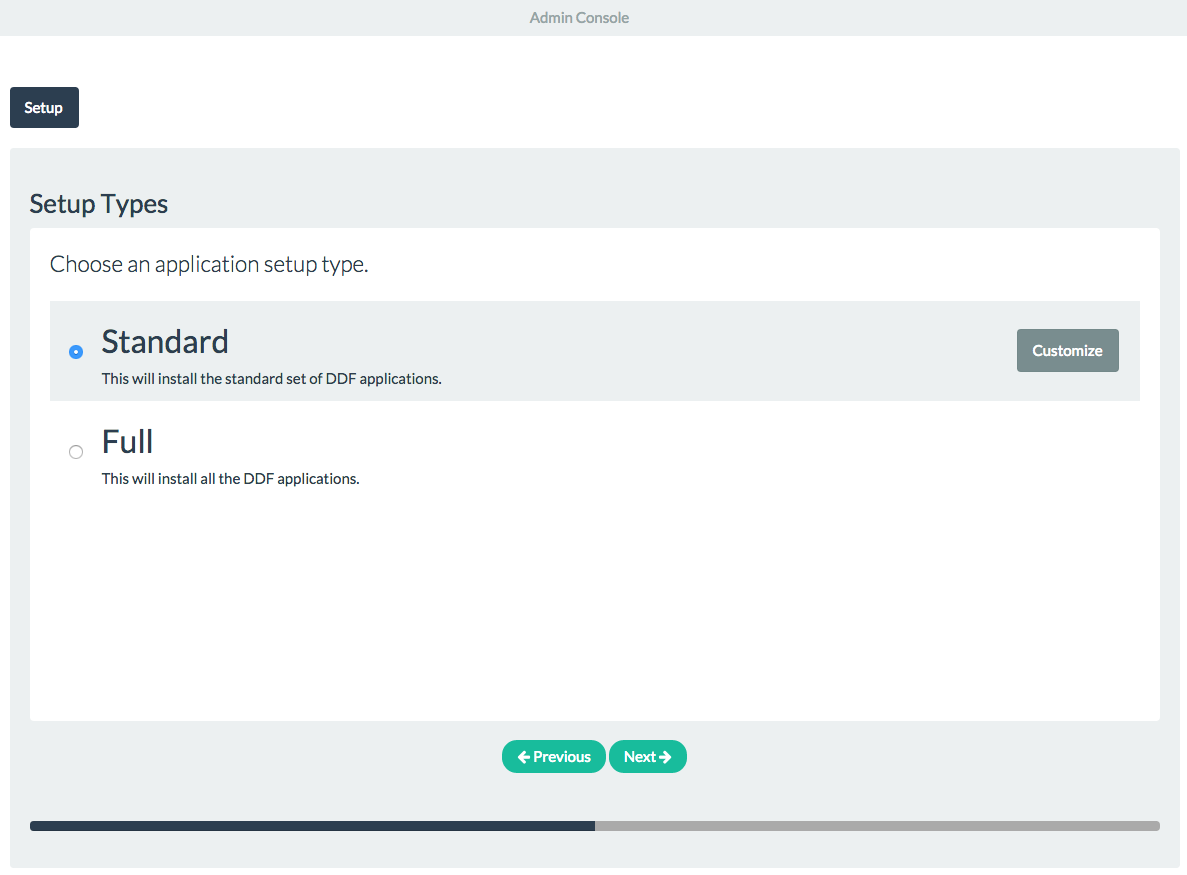 Admin Console
Setup
Setup Types
Choose an application setup type.
Standard
This will install the standard set of DDF applications.
Customize
Full
This will install all the DDF applications.
Previous
Next